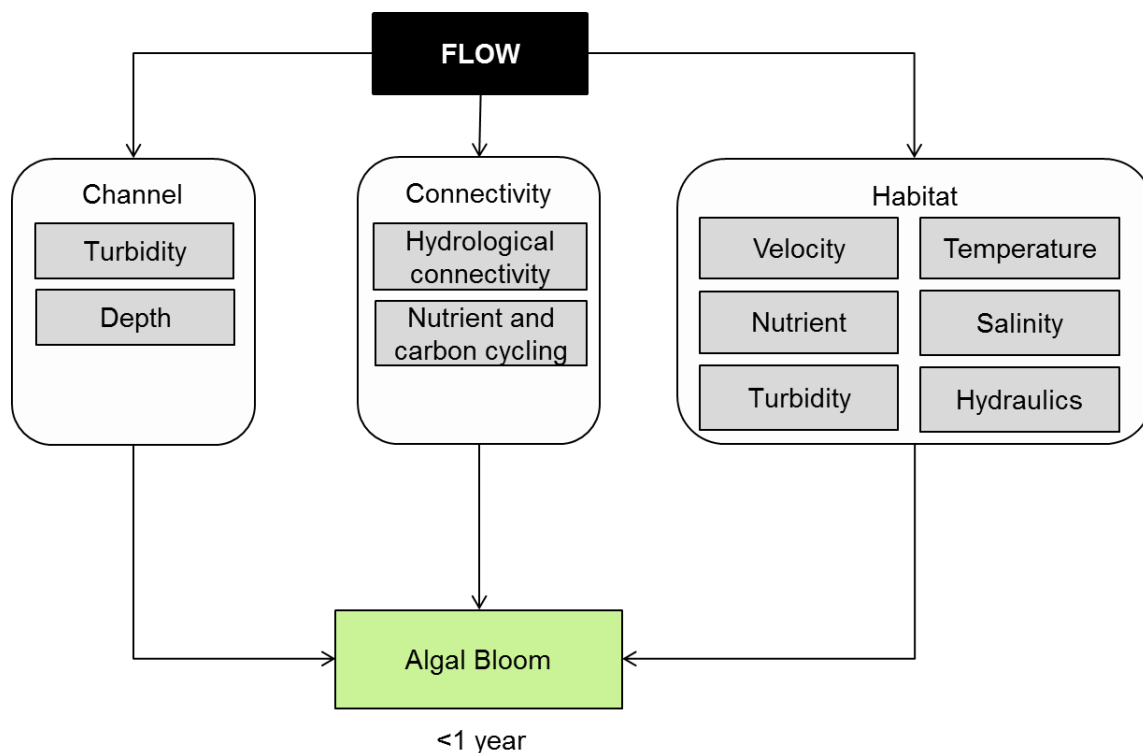 FLOW
Channel
Turbidity
Depth
Connectivity
Hydrological
connectivity
Nutrient and
carbon cycling
Habitat
Velocity
Temperature
Nutrient
Salinity
Turbidity
Hydraulics
Algal Bloom
<1 year